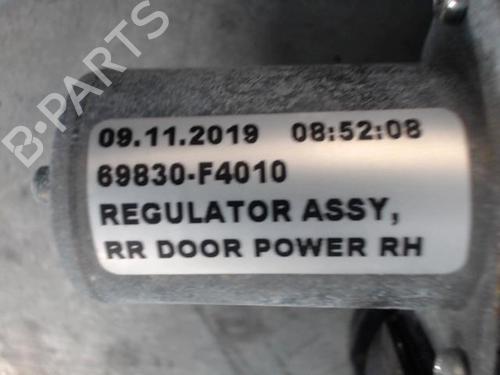 B-PARTS
09.11.2019 08:52:08
69830-F4010
REGULATOR ASSY,
RR DOOR POWER RH